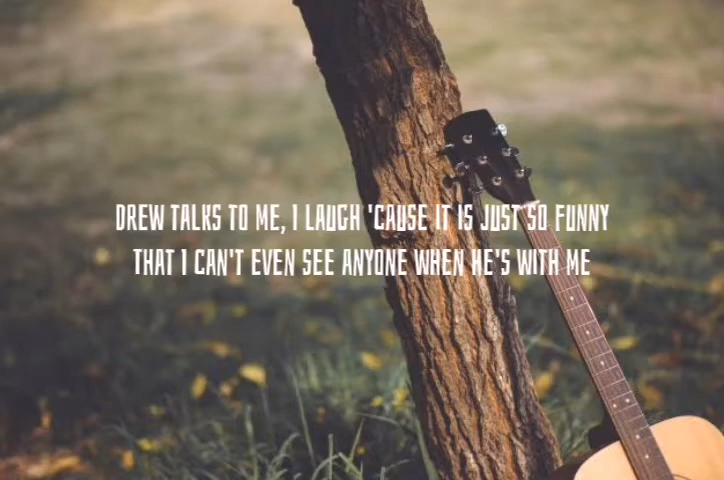 DREW TALKS TO ME, I LAUGH 'CAUSE IT IS JUST SO FUNNY
THAT I CAN'T EVEN SEE ANYONE WHEN HE'S WITH ME